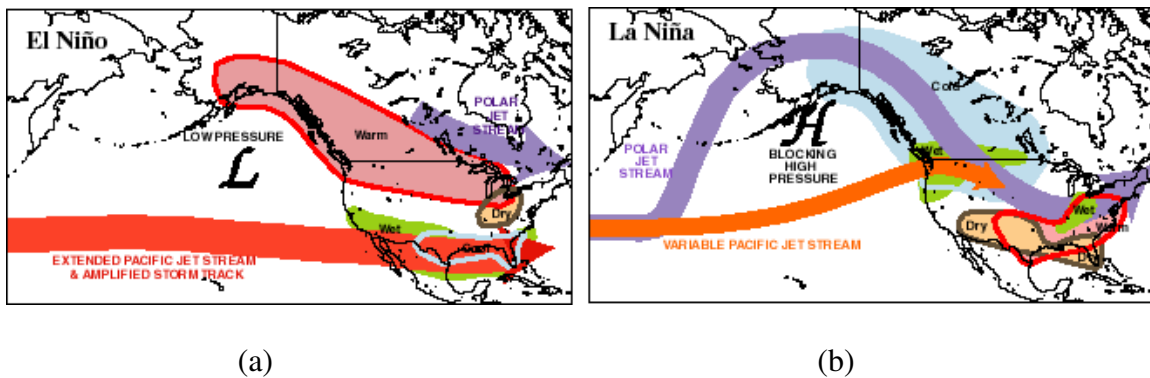 El Niño
POLAR
JET
STREAM
LOW PRESSURE
Warm
L
Dry
Wet
Cool
EXTENDED PACIFIC JET STREAM
& AMPLIFIED STORM TRACK
(a)
La Niña
Cold
H
BLOCKING
HIGH
PRESSURE
POLAR
JET
STREAM
Wet
VARIABLE PACIFIC JET STREAM
Dry
Wet
Warm
(b)